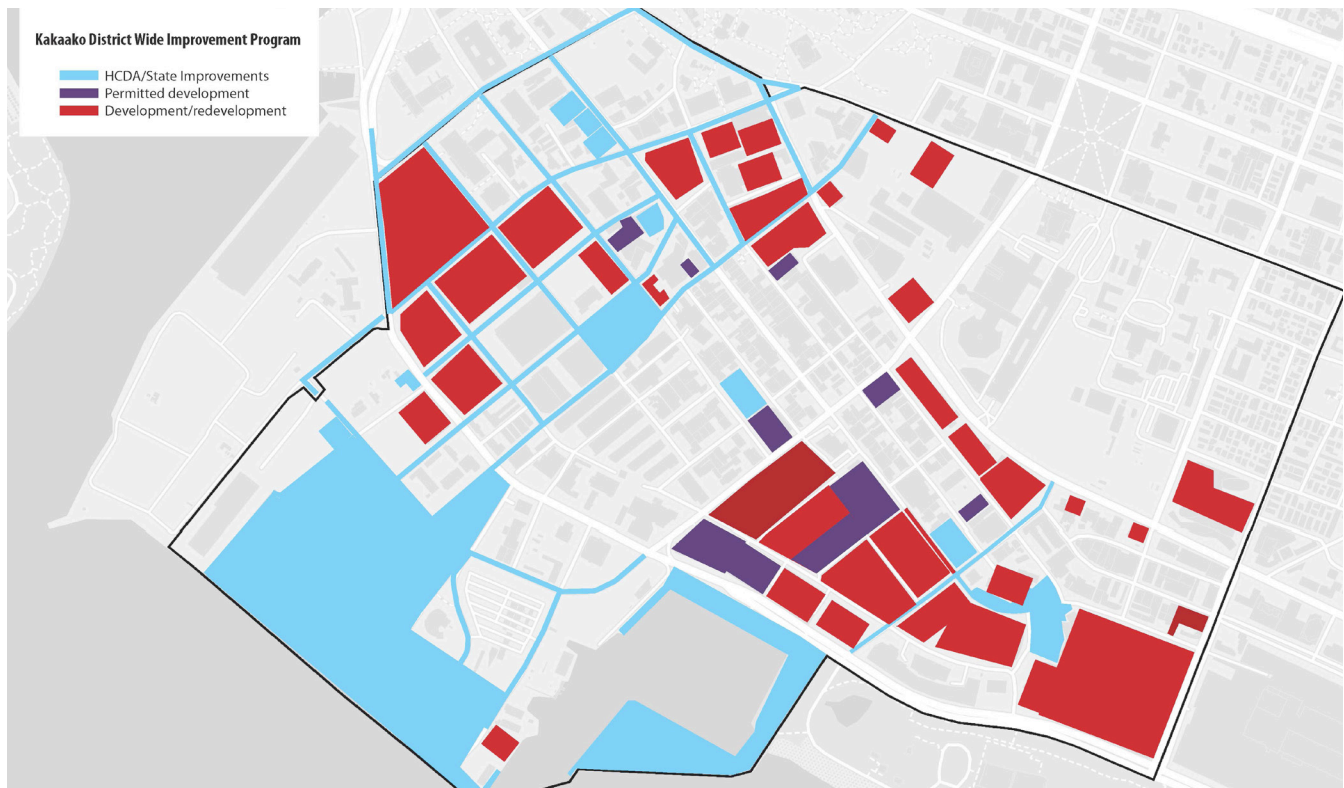 Kakaako District Wide Improvement Program
HCDA/State Improvements
Permitted development
Development/redevelopment